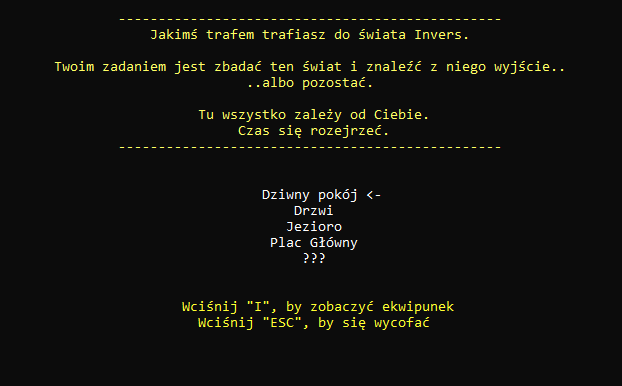 ------------------------------------------------
Jakimś trafem trafiasz do świata Invers.
Twoim zadaniem jest zbadać ten świat i znaleźć z niego wyjście..
..albo pozostać.
Tu wszystko zależy od Ciebie.
Czas się rozejrzeć.
------------------------------------------------
Dziwny pokój <-
Drzwi
Jezioro
Plac Główny
???
Wciśnij "I", by zobaczyć ekwipunek
Wciśnij "ESC", by się wycofać